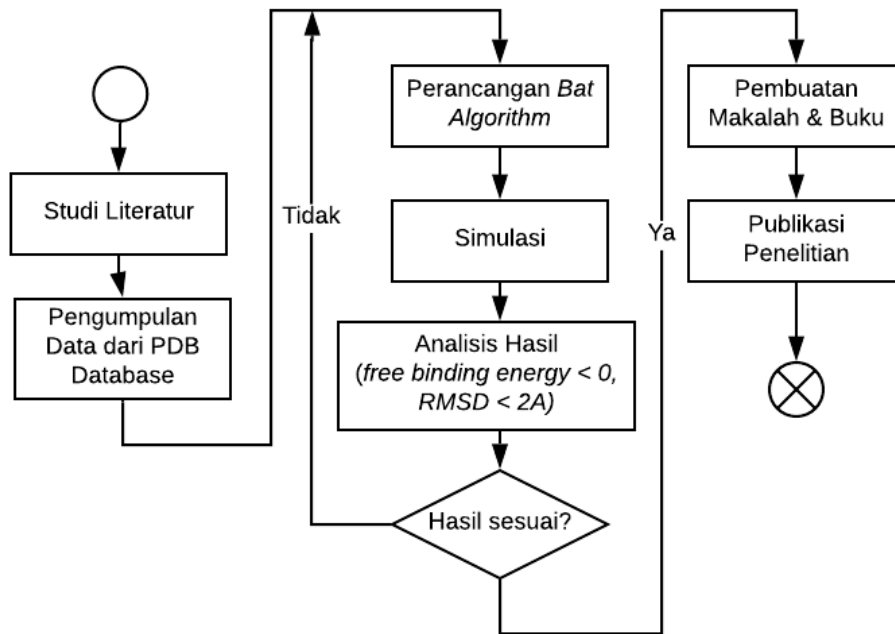 Studi Literatur
Pengumpulan
Data dari PDB
Database
Tidak
Perancangan Bat
Algorithm
Simulasi
Analisis Hasil
(free binding energy < 0,
RMSD < 2A)
Hasil sesuai?
Ya
Pembuatan
Makalah & Buku
Publikasi
Penelitian